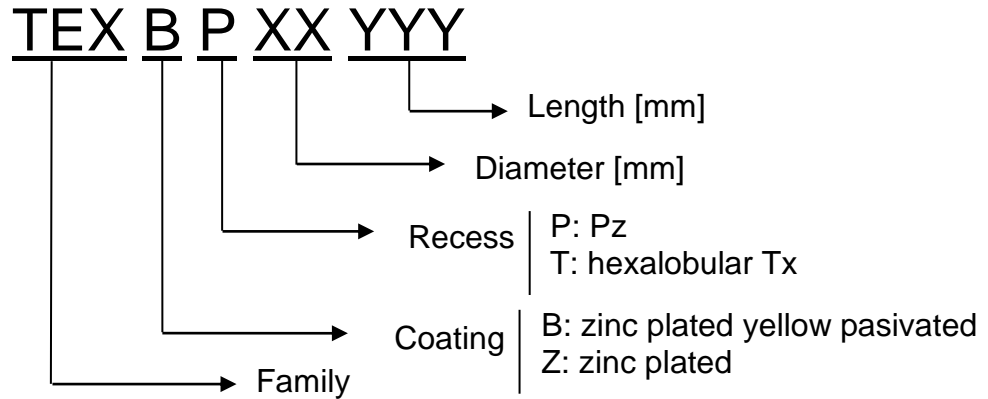 TEX B P XX YYY
Length [mm]
Diameter [mm]
Recess
P: Pz
T: hexalobular Tx
Coating
B: zinc plated yellow pasivated
Z: zinc plated
Family